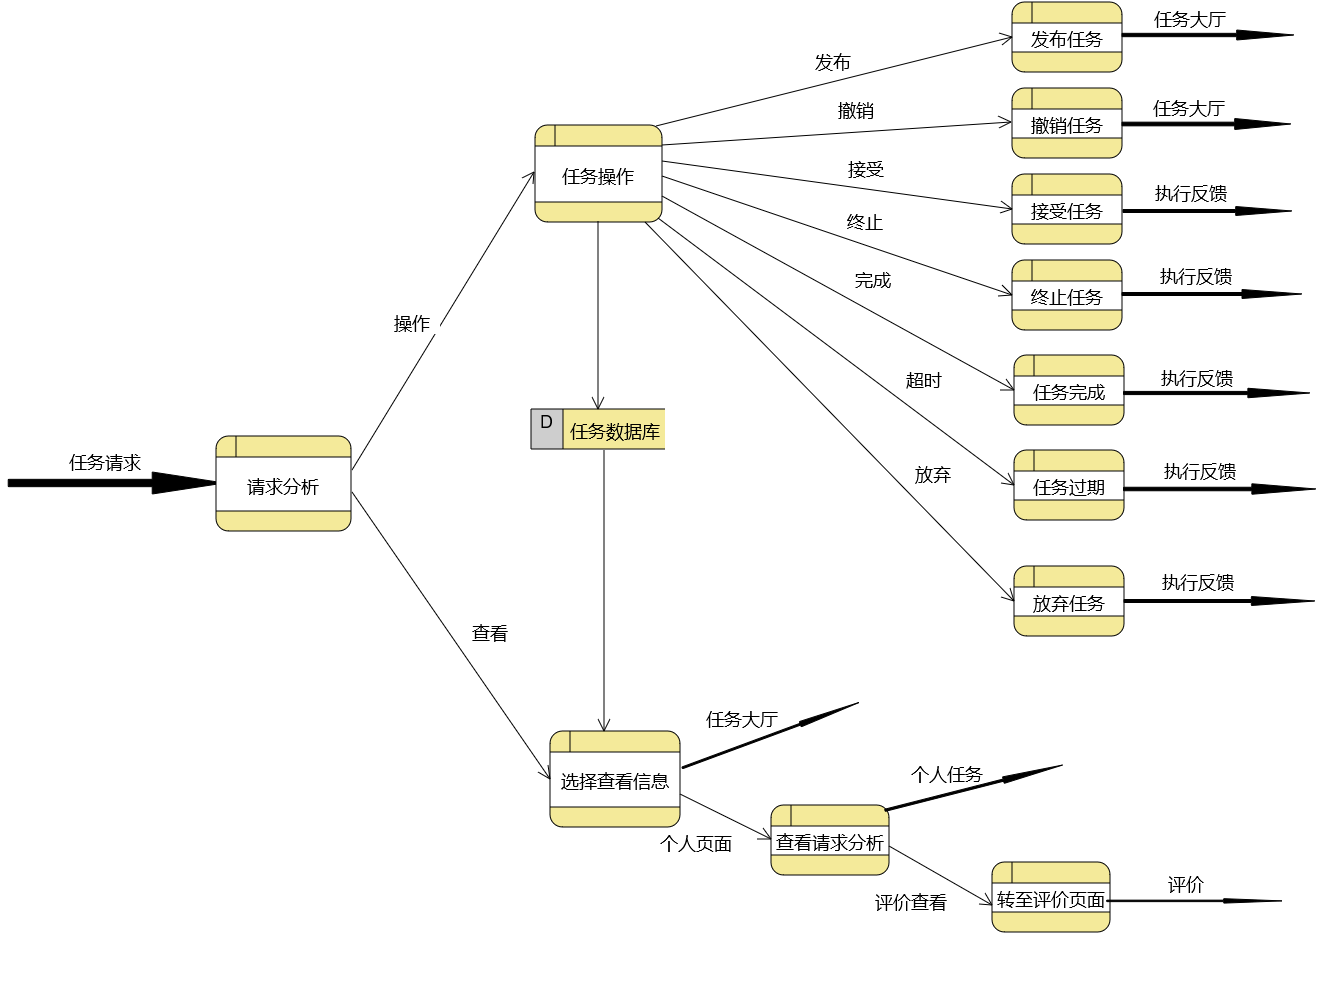 任务大厅
发布任务
发布
任务大厅
撤销
撤销任务
任务操作
接受
执行反馈
接受任务
终止
执行反馈
终止任务
完成
操作
超时
执行反馈
任务完成
D
任务数据库
任务请求
请求分析
放弃
执行反馈
任务过期
执行反馈
放弃任务
查看
任务大厅
选择查看信息
个人任务
个人页面
查看请求分析
评价查看
转至评价页面
评价